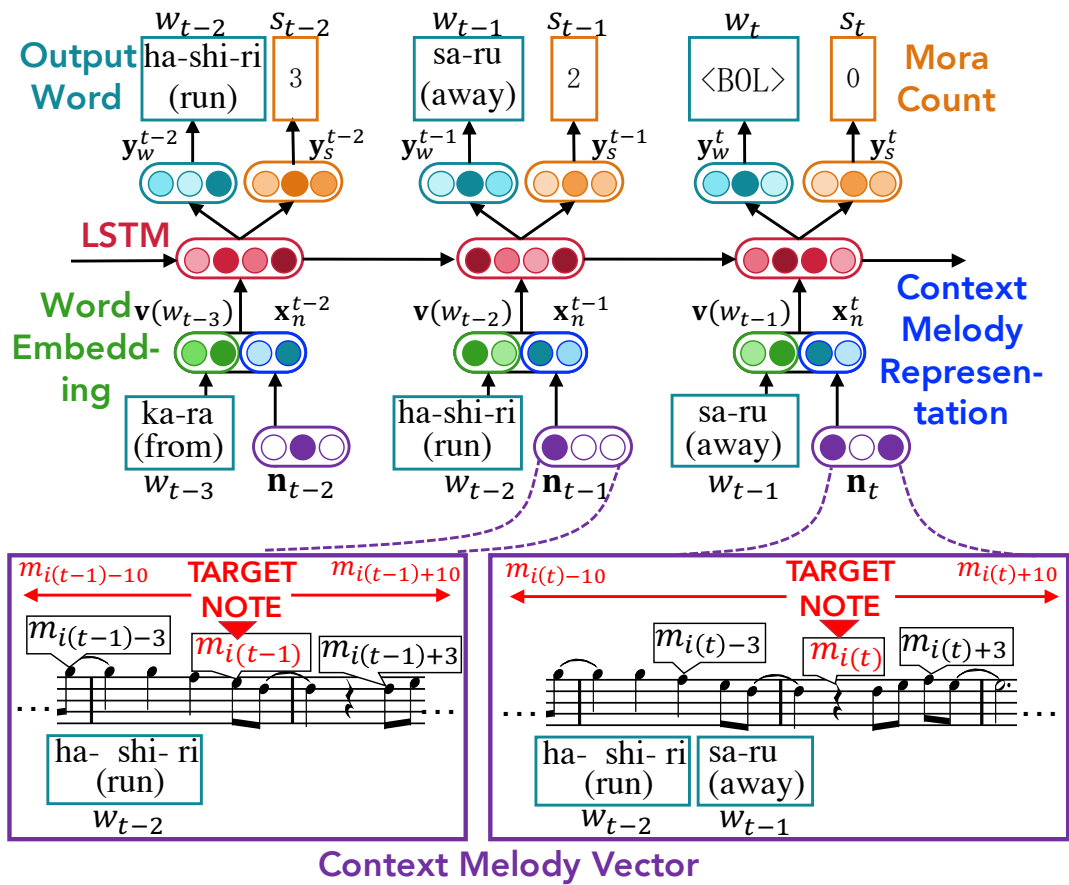 w_{t−2} s_{t−2} w_{t−1} s_{t−1} w_t s_t
Output
Word
ha-shi-ri
(run)
3
sa-ru
(away)
2
<BOL>
0
Mora
Count
y_w^{t−2} y_s^{t−2} y_w^{t−1} y_s^{t−1} y_w^t y_s^t
LSTM
Word
Embedd-
ing
v(w_{t−3}) x_n^{t−2} v(w_{t−2}) x_n^{t−1} v(w_{t−1}) x_n^t
Context
Melody
Represen-
tation
ka-ra
(from)
ha-shi-ri
(run)
sa-ru
(away)
w_{t−3} n_{t−2} w_{t−2} n_{t−1} w_{t−1} n_t
m_{i(t−1)−10}
TARGET
NOTE
m_{i(t−1)+10}
m_{i(t−1)−3}
m_{i(t−1)}
m_{i(t−1)+3}
...
...
ha- shi- ri
(run)
w_{t−2}
m_{i(t)−10}
TARGET
NOTE
m_{i(t)+10}
m_{i(t)−3}
m_{i(t)}
m_{i(t)+3}
...
...
ha- shi- ri
(run)
w_{t−2}
sa-ru
(away)
w_{t−1}
Context Melody Vector